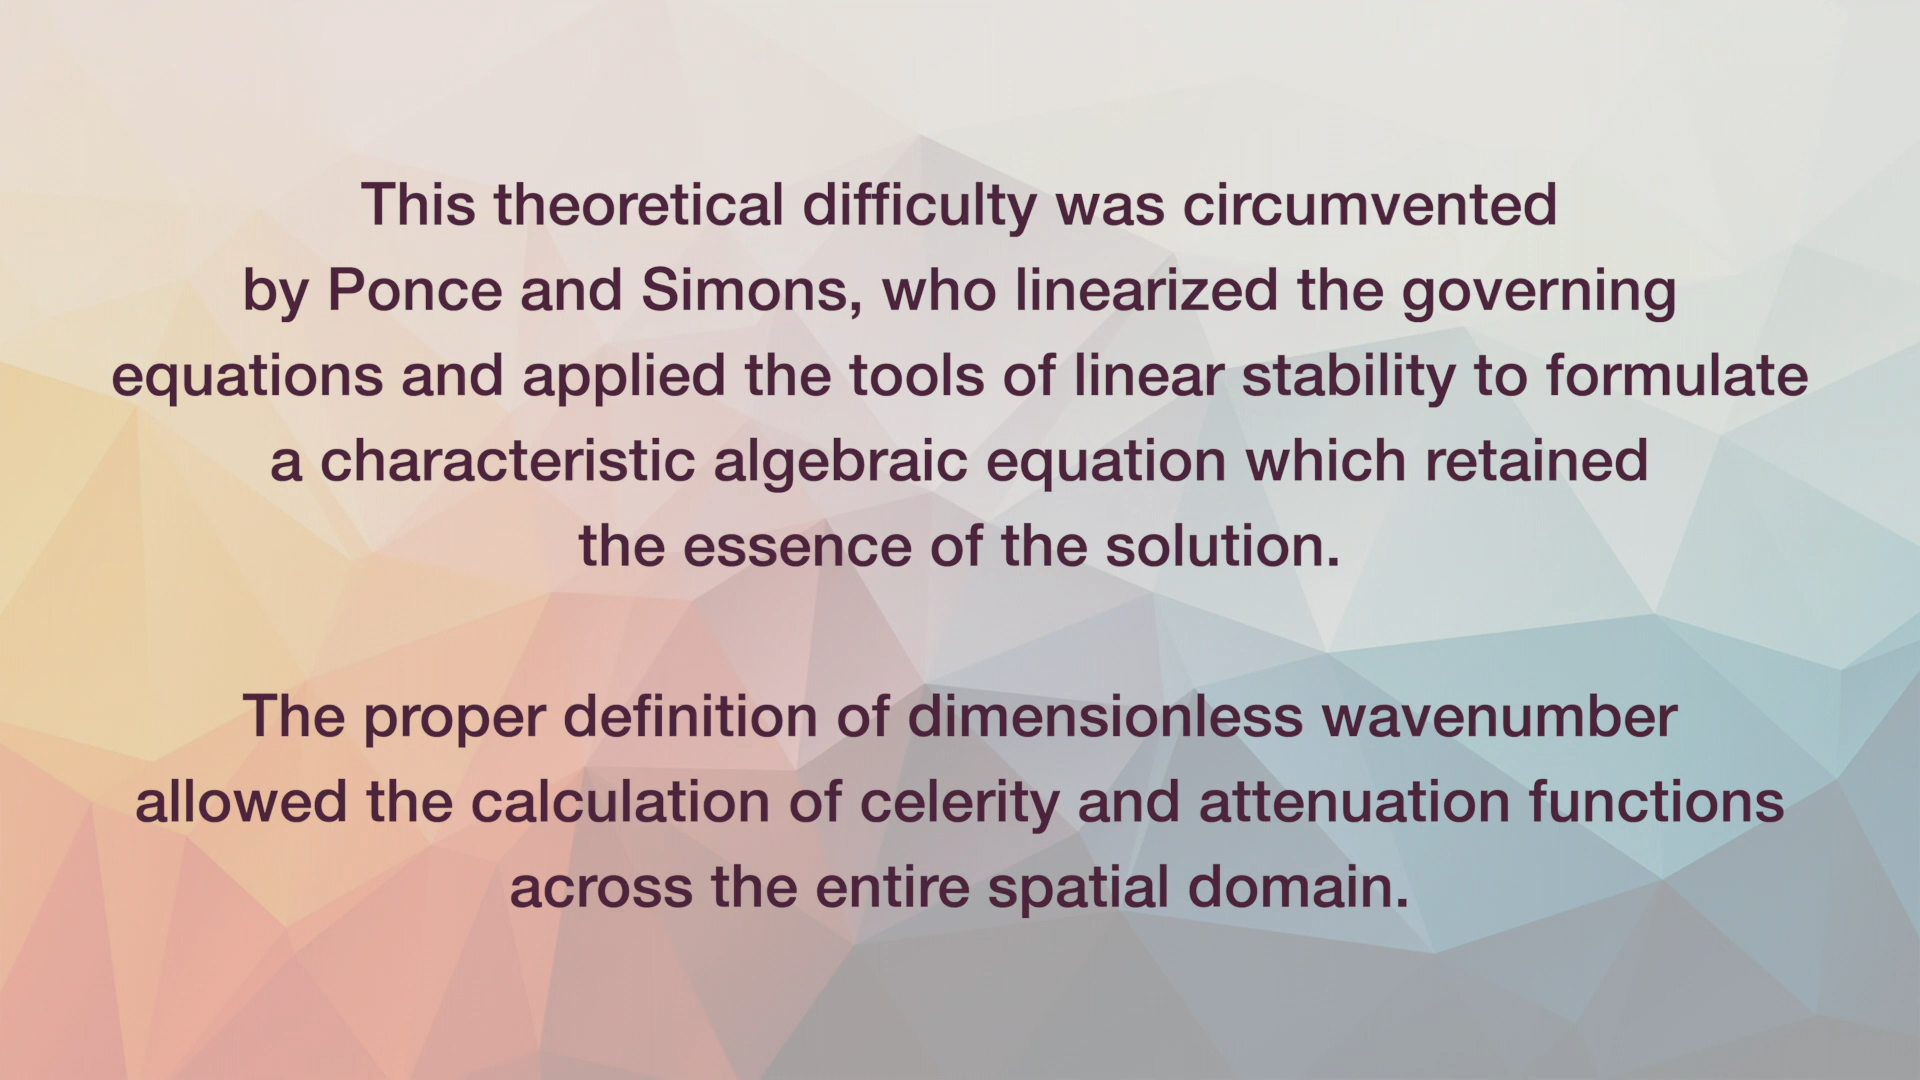 This theoretical difficulty was circumvented
by Ponce and Simons, who linearized the governing
equations and applied the tools of linear stability to formulate
a characteristic algebraic equation which retained
the essence of the solution.
The proper definition of dimensionless wavenumber
allowed the calculation of celerity and attenuation functions
across the entire spatial domain.